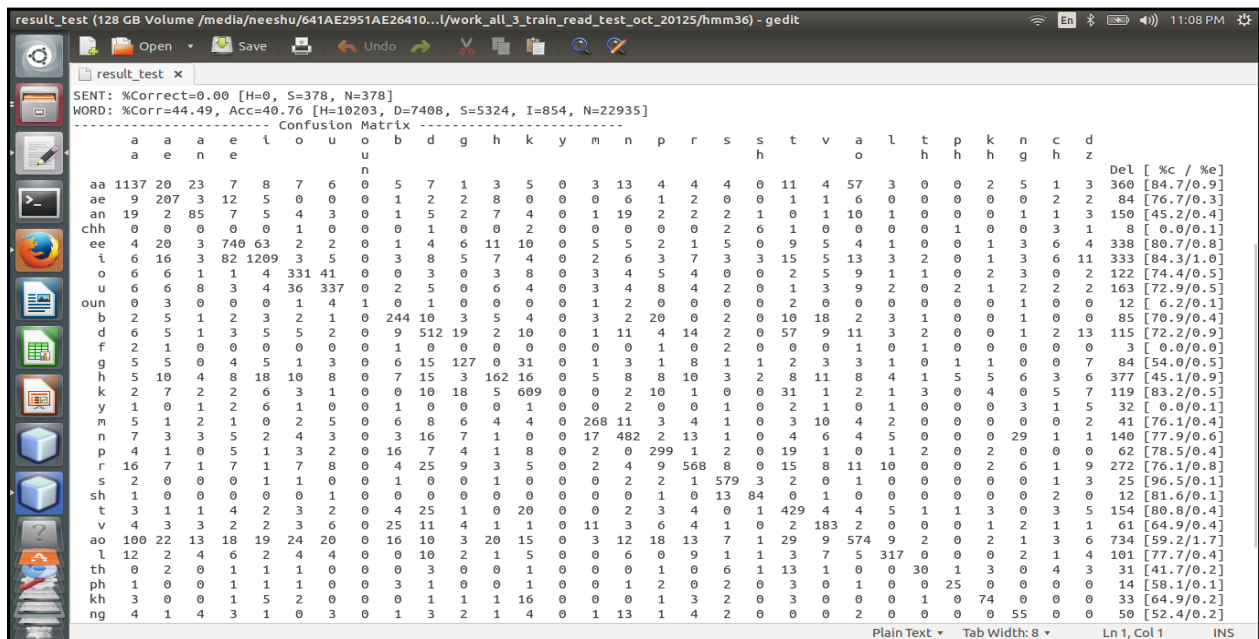 result_test (128 GB Volume /media/neeshu/641AE2951AE26410...l/work_all_3_train_read_test_oct_20125/hmm36) - gedit En 11:08 PM
Open Save Undo
result_test ×
SENT: %Correct=0.00 [H=0, S=378, N=378]
WORD: %Corr=44.49, Acc=40.76 [H=10203, D=7408, S=5324, I=854, N=22935]
------------------------ Confusion Matrix -------------------------
a a a e i o u o b d g h k y m n p r s s t v a l t p k n c d
a e n e u h o h h h g h z
n Del [ %c / %e]
aa 1137 20 23 7 8 7 6 0 5 7 1 3 5 0 3 13 4 4 4 0 11 4 57 3 0 0 2 5 1 3 360 [84.7/0.9]
ae 9 207 3 12 5 0 0 0 1 2 2 8 0 0 0 6 1 2 0 0 1 1 6 0 0 0 0 0 2 2 84 [76.7/0.3]
an 19 2 85 7 5 4 3 0 1 5 2 7 4 0 1 19 2 2 2 1 0 1 10 1 0 0 0 1 1 3 150 [45.2/0.4]
chh 0 0 0 0 0 1 0 0 0 1 0 0 2 0 0 0 0 0 2 6 1 0 0 0 0 1 0 0 3 1 8 [ 0.0/0.1]
ee 4 20 3 740 63 2 2 0 1 4 0 11 10 0 5 5 2 1 5 0 9 5 4 1 0 0 1 3 6 4 338 [80.7/0.8]
i 6 16 3 82 1209 3 5 0 3 8 5 7 4 0 2 6 3 7 3 3 15 5 13 3 2 0 1 3 6 11 333 [84.3/1.0]
o 6 6 1 1 4 331 41 0 0 3 0 3 8 0 3 4 5 4 0 0 2 5 9 1 1 0 2 3 0 2 122 [74.4/0.5]
u 6 6 8 3 4 36 337 0 2 5 0 6 4 0 3 4 8 4 2 0 1 3 9 2 0 2 1 2 2 2 163 [72.9/0.5]
oun 0 3 0 0 0 1 4 1 0 1 0 0 0 0 1 2 0 0 0 0 2 0 0 0 0 0 0 1 0 0 12 [ 6.2/0.1]
b 2 5 1 2 3 2 1 0 244 10 3 5 4 0 3 2 20 0 2 0 10 18 2 3 1 0 0 1 0 0 85 [70.9/0.4]
d 6 5 1 3 5 5 2 0 9 512 19 2 10 0 1 11 4 14 2 0 57 9 11 3 2 0 0 1 2 13 115 [72.2/0.9]
f 2 1 0 0 0 0 0 0 1 0 0 0 0 0 0 0 1 0 2 0 0 0 1 0 1 0 0 0 0 0 3 [ 0.0/0.0]
g 5 5 0 4 5 1 3 0 6 15 127 0 31 0 1 3 1 8 1 1 2 3 3 1 0 1 1 0 0 7 84 [54.0/0.5]
h 5 10 4 8 18 10 8 0 7 15 3 162 16 0 5 8 8 10 3 2 8 11 8 4 1 5 5 6 3 6 377 [45.1/0.9]
k 2 7 2 2 6 3 1 0 0 10 18 5 609 0 0 2 10 1 0 0 31 1 2 1 3 0 4 0 5 7 119 [83.2/0.5]
y 1 0 1 2 6 1 0 0 1 0 0 0 1 0 0 2 0 0 1 0 2 1 0 1 0 0 0 3 1 5 32 [ 0.0/0.1]
m 5 1 2 1 0 2 5 0 6 8 6 4 4 0 268 11 3 4 1 0 3 10 4 2 0 0 0 0 0 2 41 [76.1/0.4]
n 7 3 3 5 2 4 3 0 3 16 7 1 0 0 17 482 2 13 1 0 4 6 4 5 0 0 0 29 1 1 140 [77.9/0.6]
p 4 1 0 5 1 3 2 0 16 7 4 1 8 0 2 0 299 1 2 0 19 1 0 1 2 0 2 0 0 0 62 [78.5/0.4]
r 16 7 1 7 1 7 8 0 4 25 9 3 5 0 2 4 9 568 8 0 15 8 11 10 0 0 2 6 1 9 272 [76.1/0.8]
s 2 0 0 0 1 1 0 0 1 0 0 1 0 0 0 2 2 1 579 3 2 0 1 0 0 0 0 0 1 3 25 [96.5/0.1]
sh 1 0 0 0 0 0 1 0 0 0 0 0 0 0 0 0 1 0 13 84 0 1 0 0 0 0 0 0 2 0 12 [81.6/0.1]
t 3 1 1 4 2 3 2 0 4 25 1 0 20 0 0 2 3 4 0 1 429 4 4 5 1 1 3 0 3 5 154 [80.8/0.4]
v 4 3 3 2 2 3 6 0 25 11 4 1 1 0 11 3 6 4 1 0 2 183 2 0 0 0 1 2 1 1 61 [64.9/0.4]
ao 100 22 13 18 19 24 20 0 16 10 3 20 15 0 3 12 18 13 7 1 29 9 574 9 2 0 2 1 3 6 734 [59.2/1.7]
l 12 2 4 6 2 4 4 0 0 10 2 1 5 0 0 6 0 9 1 1 3 7 5 317 0 0 0 2 1 4 101 [77.7/0.4]
th 0 2 0 1 1 1 0 0 0 3 0 0 1 0 0 0 1 0 6 1 13 1 0 0 30 1 3 0 4 3 31 [41.7/0.2]
ph 1 0 0 1 1 1 0 0 3 1 0 0 1 0 0 1 2 0 2 0 3 0 1 0 0 25 0 0 0 0 14 [58.1/0.1]
kh 3 0 0 1 5 2 0 0 0 1 1 1 16 0 0 0 1 3 2 0 3 0 0 0 1 0 74 0 0 0 33 [64.9/0.2]
ng 4 1 4 3 1 0 3 0 1 3 2 1 4 0 1 13 1 4 2 0 0 0 2 0 0 0 0 55 0 0 50 [52.4/0.2]
Plain Text Tab Width: 8 Ln 1, Col 1 INS